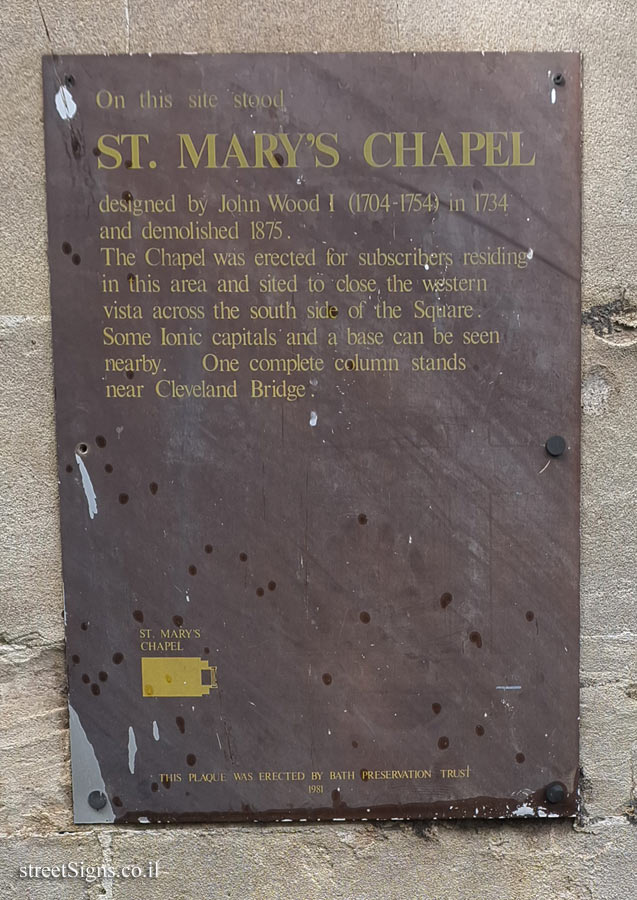 On this site stood
ST. MARY'S CHAPEL
designed by John Wood I (1704-1754) in 1734
and demolished 1875.
The Chapel was erected for subscribers residing
in this area and sited to close the western
vista across the south side of the Square.
Some Ionic capitals and a base can be seen
nearby. One complete column stands
near Cleveland Bridge.
ST. MARY'S
CHAPEL
THIS PLAQUE WAS ERECTED BY BATH PRESERVATION TRUST
1981
streetSigns.co.il